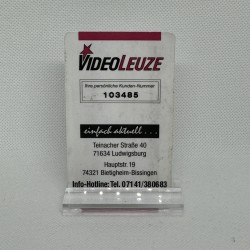 VIDEOLEUZE
Ihre persönliche Kunden-Nummer
103485
einfach aktuell . . .
Teinacher Straße 40
71634 Ludwigsburg
Hauptstr. 19
74321 Bietigheim-Bissingen
Info-Hotline: Tel. 07141/380683